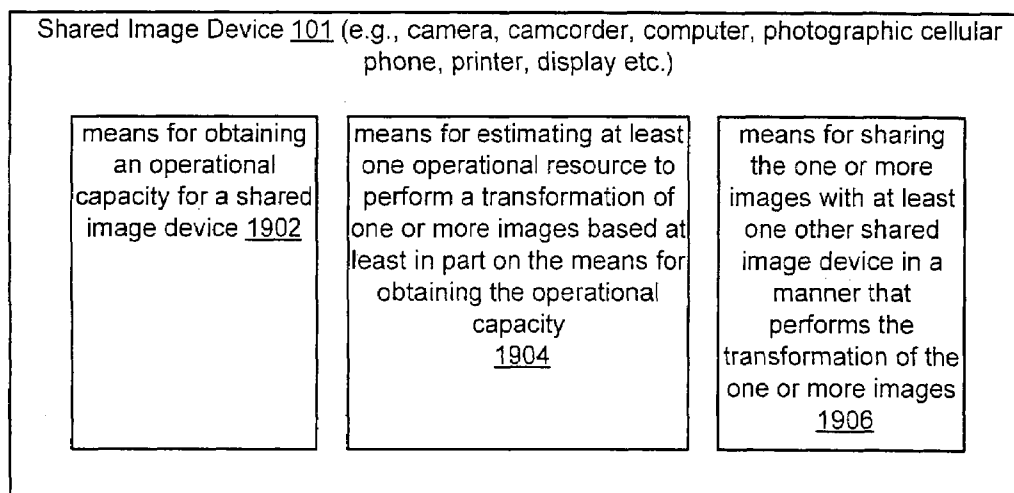 Shared Image Device 101 (e.g., camera, camcorder, computer, photographic cellular
phone, printer, display etc.)
means for obtaining
an operational
capacity for a shared
image device 1902
means for estimating at least
one operational resource to
perform a transformation of
one or more images based at
least in part on the means for
obtaining the operational
capacity
1904
means for sharing
the one or more
images with at least
one other shared
image device in a
manner that
performs the
transformation of the
one or more images
1906